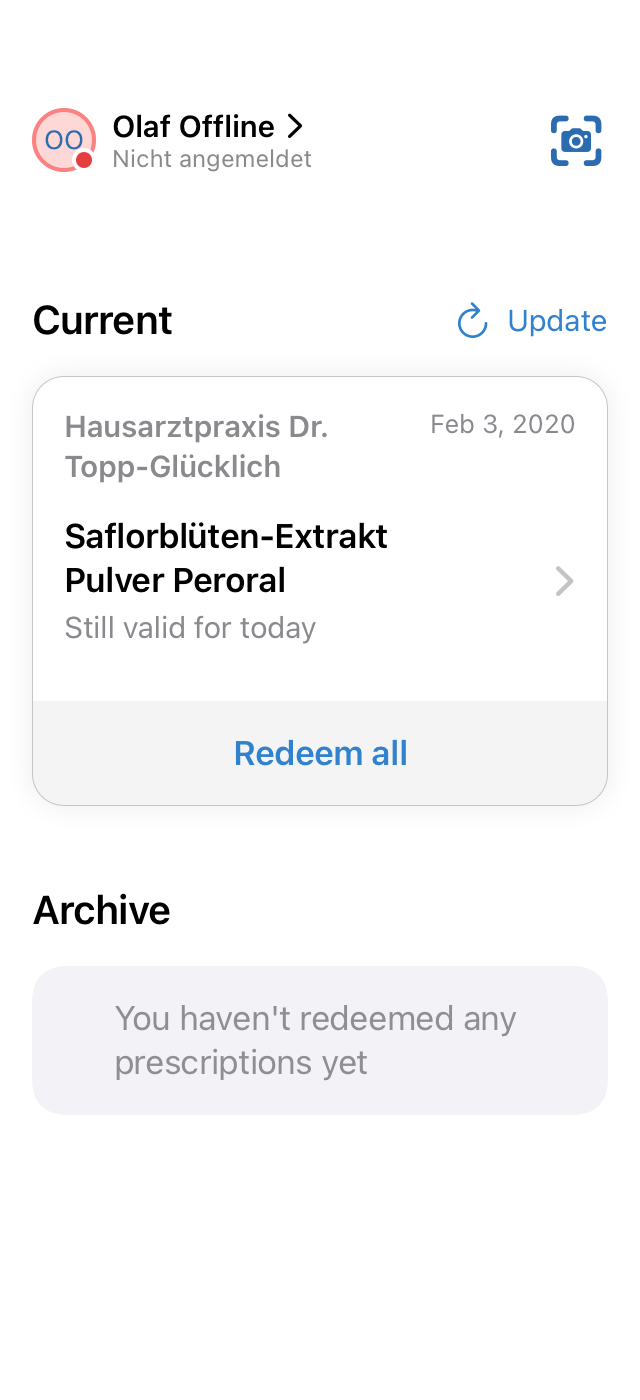 OO
Olaf Offline
Nicht angemeldet
Current
Update
Hausarztpraxis Dr.
Topp-Glücklich
Feb 3, 2020
Saflorblüten-Extrakt
Pulver Peroral
Still valid for today
Redeem all
Archive
You haven't redeemed any
prescriptions yet